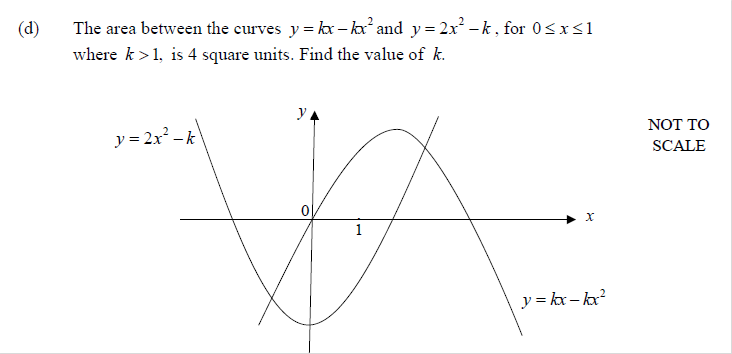 (d) The area between the curves y = kx – kx² and y = 2x² – k, for 0 ≤ x ≤ 1
where k > 1, is 4 square units. Find the value of k.
y
NOT TO
SCALE
y = 2x² – k
0
x
1
y = kx – kx²